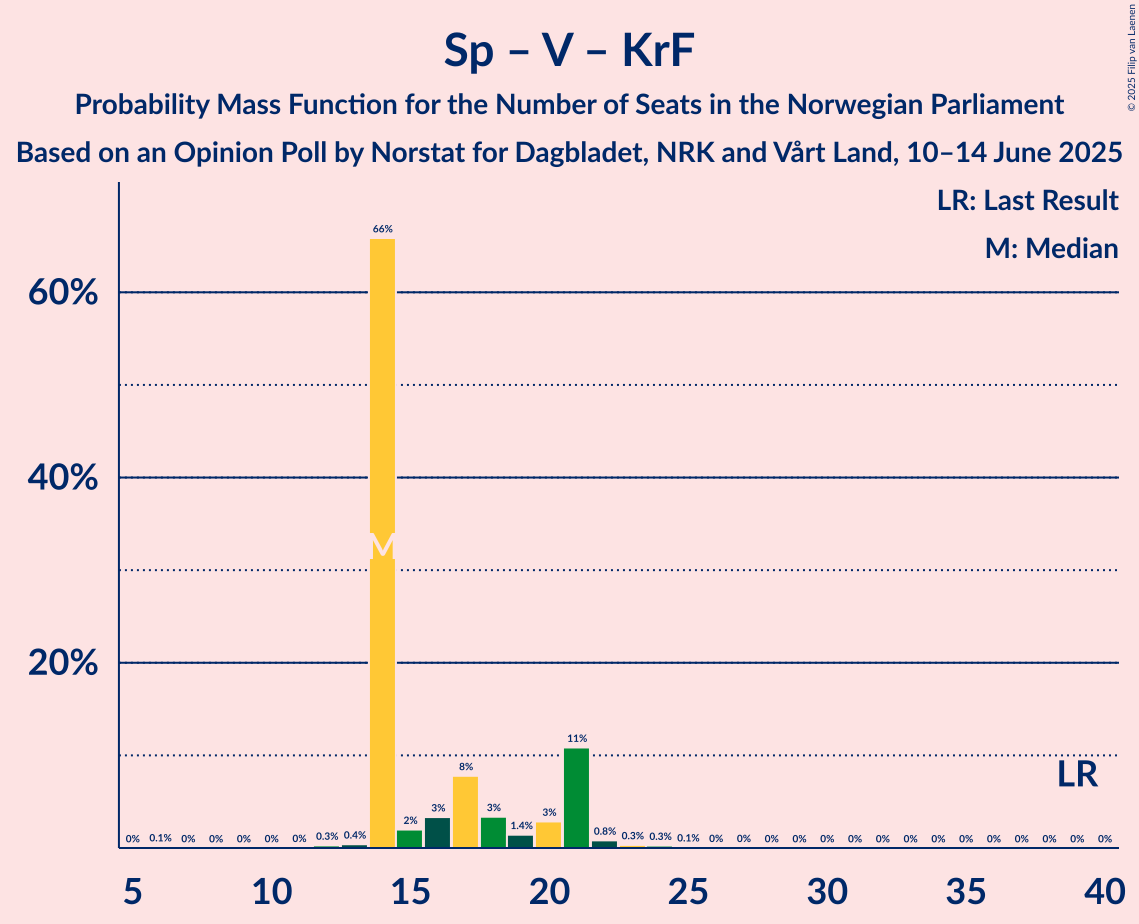 Sp – V – KrF
Probability Mass Function for the Number of Seats in the Norwegian Parliament
Based on an Opinion Poll by Norstat for Dagbladet, NRK and Vårt Land, 10–14 June 2025
© 2025 Filip van Laenen
LR: Last Result
M: Median
66%
60%
40%
M
20%
11%
LR
8%
0% 0.1% 0% 0% 0% 0% 0% 0.3% 0.4% 2% 3% 3% 1.4% 3% 0.8% 0.3% 0.3% 0.1% 0% 0% 0% 0% 0% 0% 0% 0% 0% 0% 0% 0% 0% 0% 0%
5 10 15 20 25 30 35 40